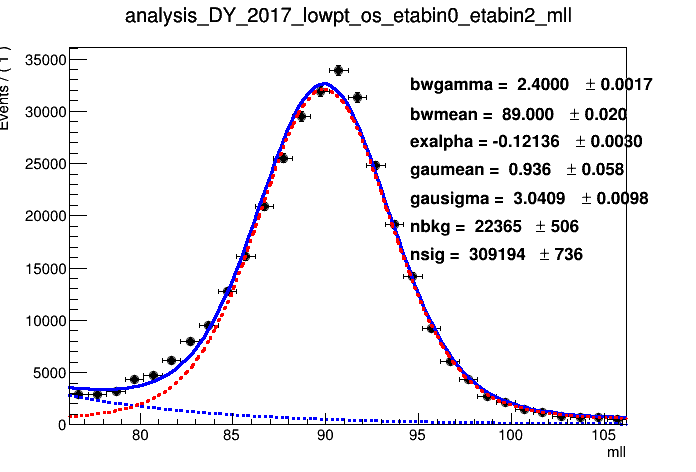 analysis_DY_2017_lowpt_os_etabin0_etabin2_mll
Events / ( 1 )
35000
30000
25000
20000
15000
10000
5000
0
bwgamma = 2.4000 ± 0.0017
bwmean = 89.000 ± 0.020
exalpha = -0.12136 ± 0.0030
gaumean = 0.936 ± 0.058
gausigma = 3.0409 ± 0.0098
nbkg = 22365 ± 506
nsig = 309194 ± 736
80 85 90 95 100 105
mll